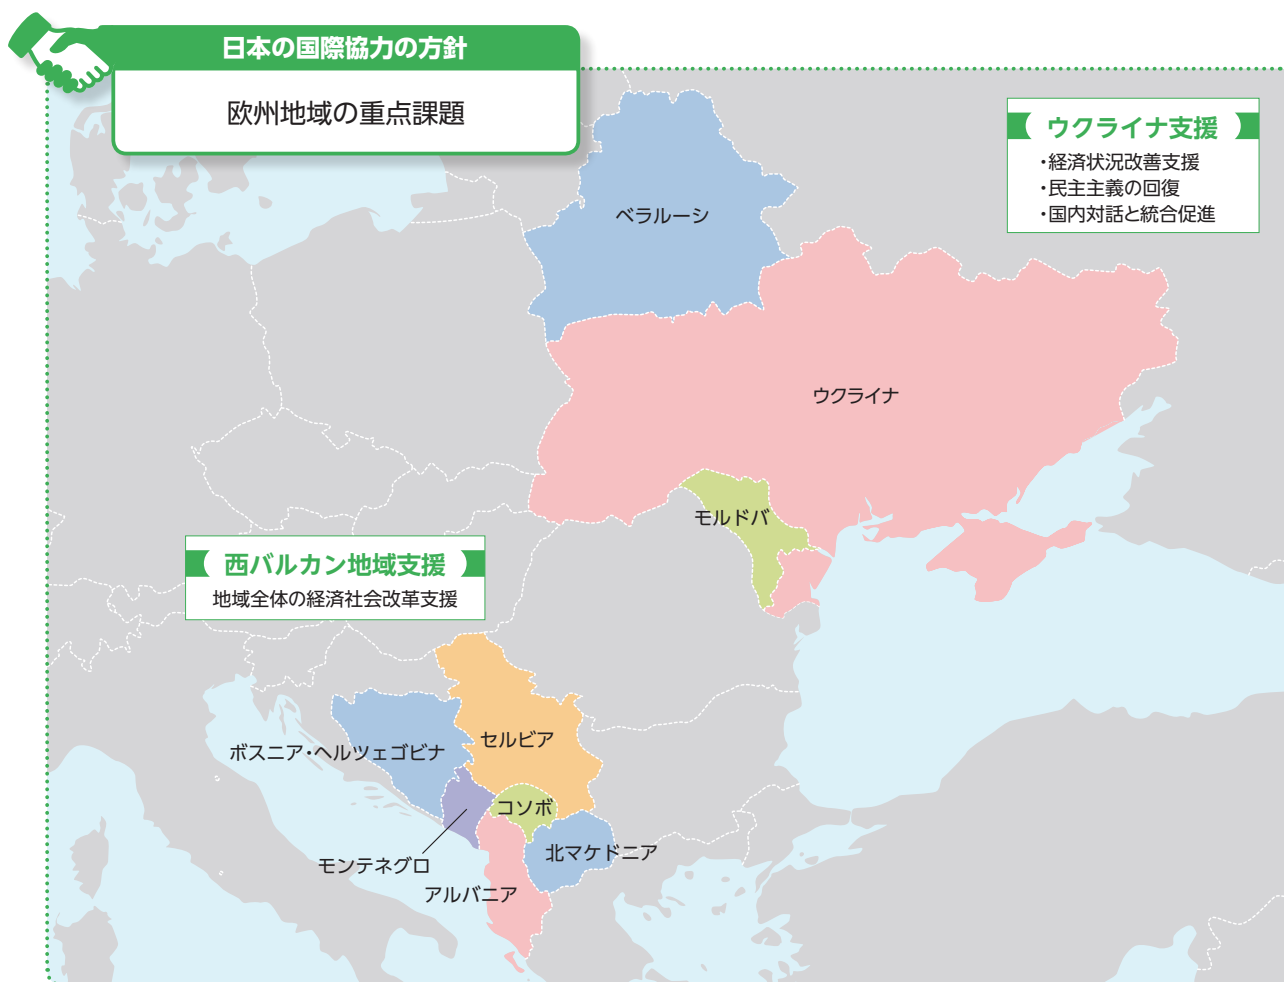 日本の国際協力の方針
欧州地域の重点課題
ウクライナ支援
・経済状況改善支援
・民主主義の回復
・国内対話と統合促進
ベラルーシ
ウクライナ
モルドバ
西バルカン地域支援
地域全体の経済社会改革支援
セルビア
ボスニア・ヘルツェゴビナ
コソボ
北マケドニア
モンテネグロ
アルバニア